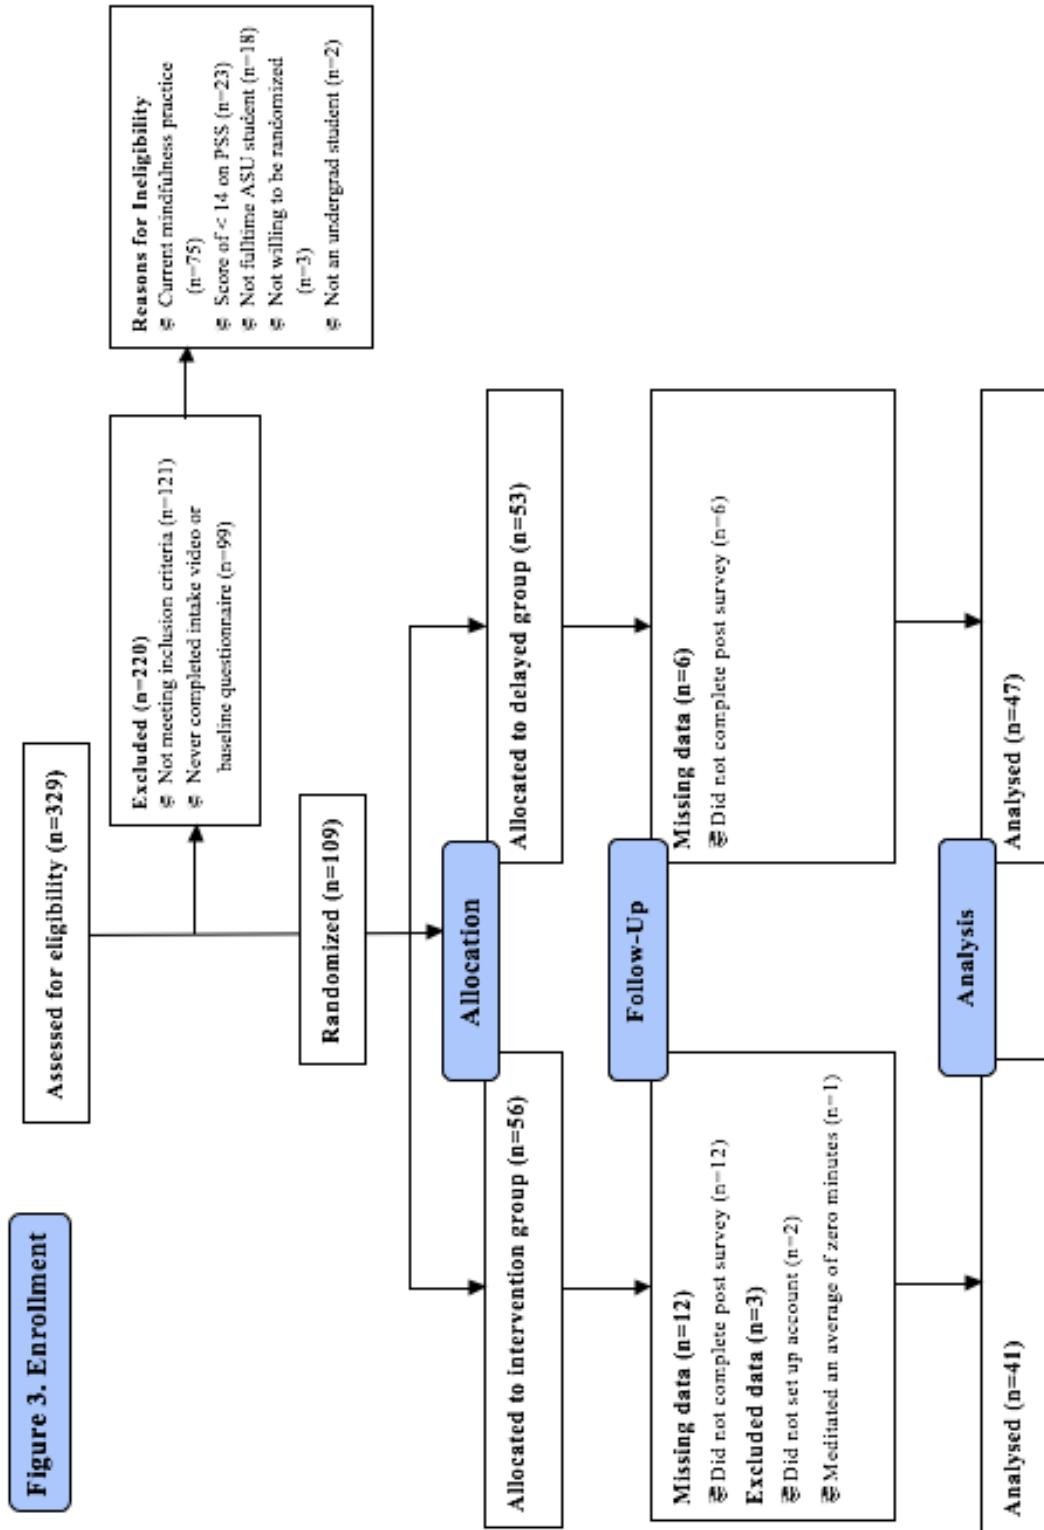 Figure 3. Enrollment
Assessed for eligibility (n=329)
Excluded (n=220)
Not meeting inclusion criteria (n=121)
Never completed intake video or
baseline questionnaire (n=99)
Reasons for Ineligibility
Current mindfulness practice
(n=75)
Score of < 14 on PSS (n=23)
Not fulltime ASU student (n=18)
Not willing to be randomized
(n=3)
Not an undergrad student (n=2)
Randomized (n=109)
Allocation
Allocated to intervention group (n=56)
Allocated to delayed group (n=53)
Follow-Up
Missing data (n=12)
Did not complete post survey (n=12)
Excluded data (n=3)
Did not set up account (n=2)
Meditated an average of zero minutes (n=1)
Missing data (n=6)
Did not complete post survey (n=6)
Analysis
Analysed (n=41)
Analysed (n=47)